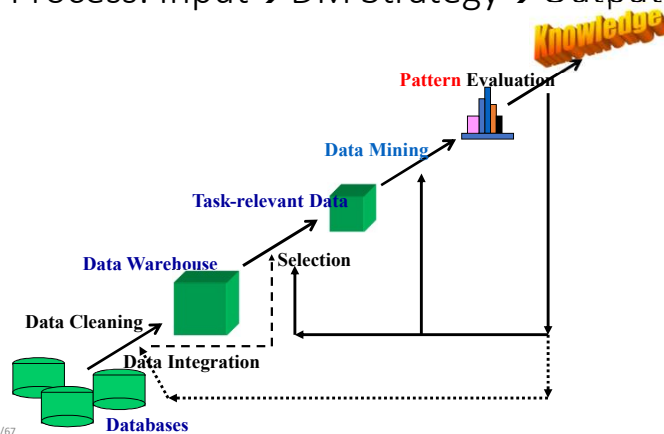 Process: Input → DM Strategy → Output
Knowledge
Pattern Evaluation
Data Mining
Task-relevant Data
Selection
Data Warehouse
Data Cleaning
Data Integration
Databases
/67